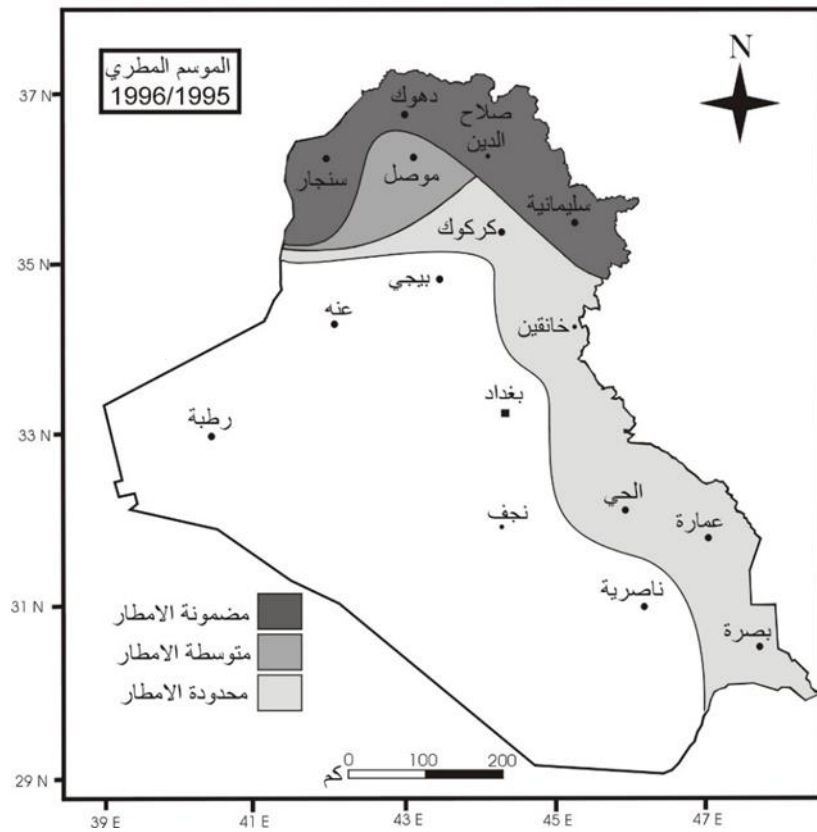 الموسم المطري
1996/1995
N
37 N
35 N
33 N
31 N
29 N
دهوك
صلاح
الدين
سنجار
موصل
سليمانية
كركوك
بيجي
عنه
خانقين
بغداد
رطبة
الحي
نجف
عمارة
ناصرية
بصرة
مضمونة الامطار
متوسطة الامطار
محدودة الامطار
0 100 200
كم
39 E 41 E 43 E 45 E 47 E